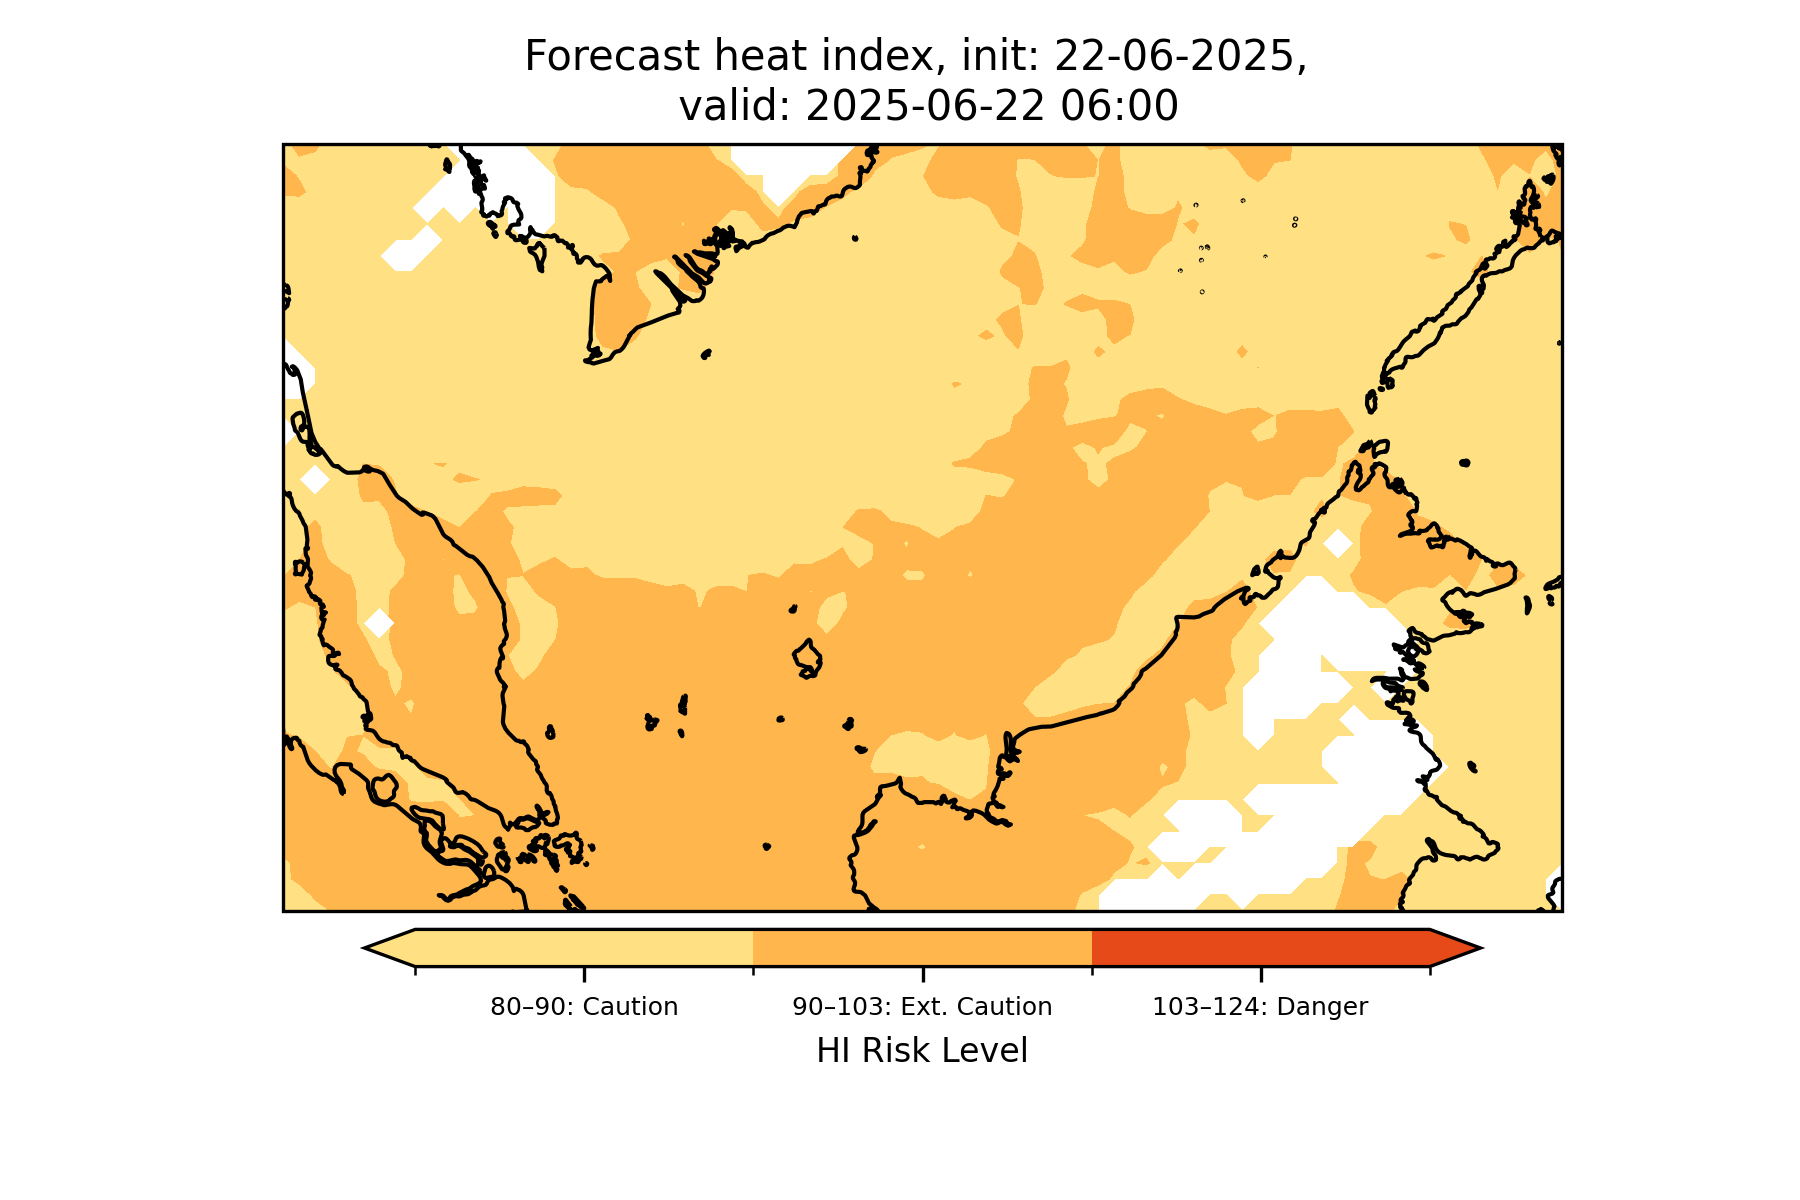 Forecast heat index, init: 22-06-2025,
valid: 2025-06-22 06:00
80–90: Caution
90–103: Ext. Caution
103–124: Danger
HI Risk Level